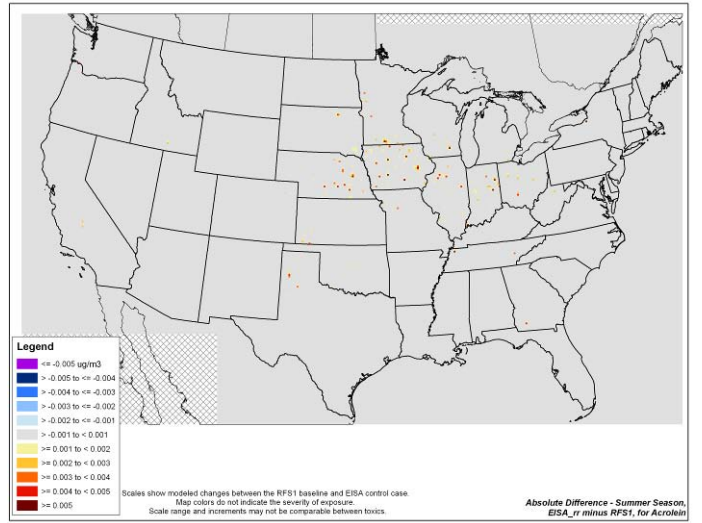 Legend
<= -0.005 ug/m3
> -0.005 to <= -0.004
> -0.004 to <= -0.003
> -0.003 to <= -0.002
> -0.002 to <= -0.001
> -0.001 to < 0.001
>= 0.001 to < 0.002
>= 0.002 to < 0.003
>= 0.003 to < 0.004
>= 0.004 to < 0.005
>= 0.005
Scales show modeled changes between the RFS1 baseline and EISA control case.
Map colors do not indicate the severity of exposure.
Scale range and increments may not be comparable between toxics.
Absolute Difference - Summer Season,
EISA_rr minus RFS1, for Acrolein